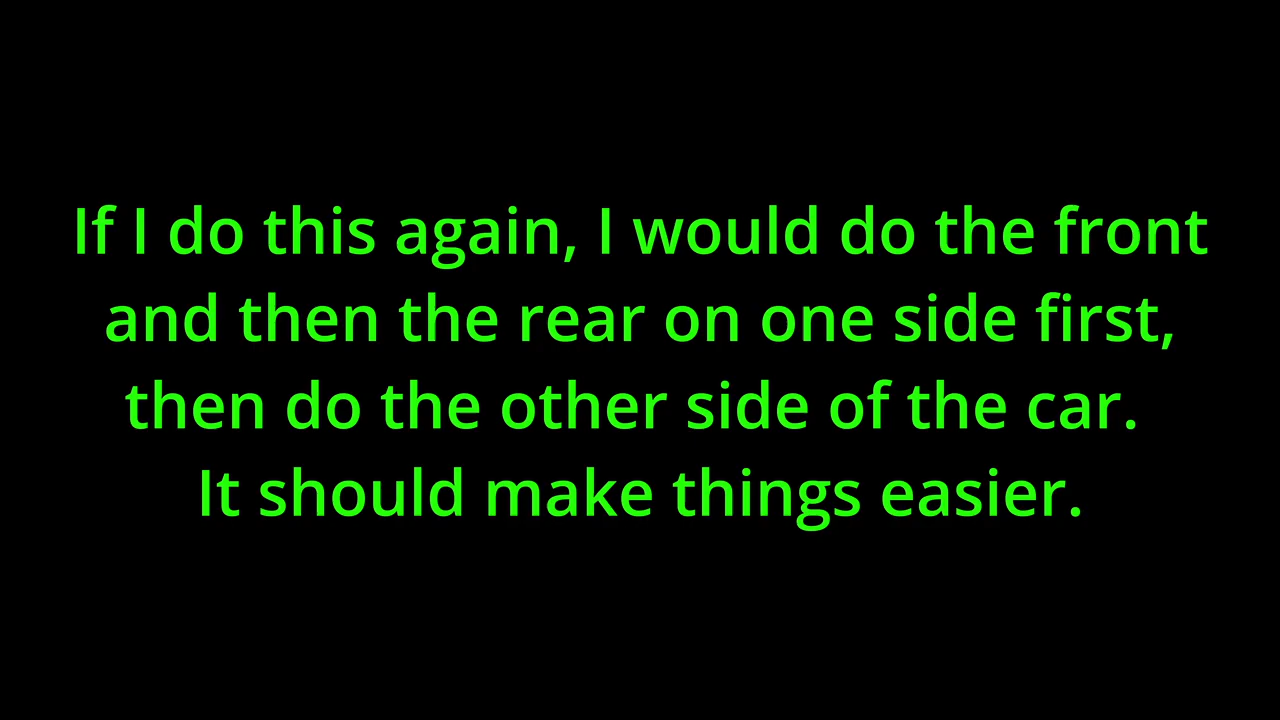 If I do this again, I would do the front
and then the rear on one side first,
then do the other side of the car.
It should make things easier.